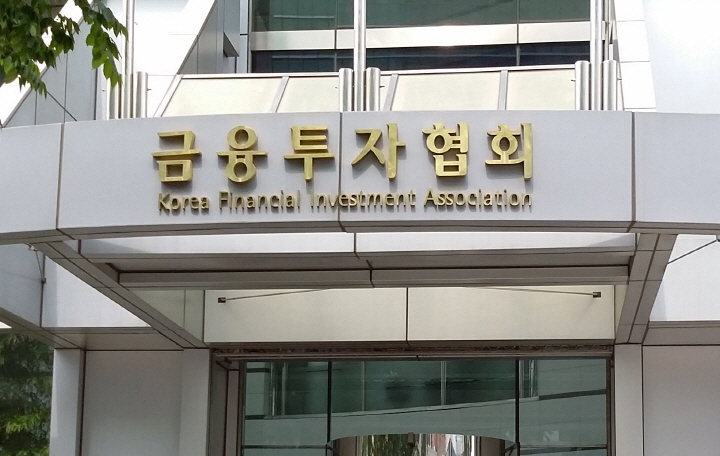 금융투자협회
Korea Financial Investment Association